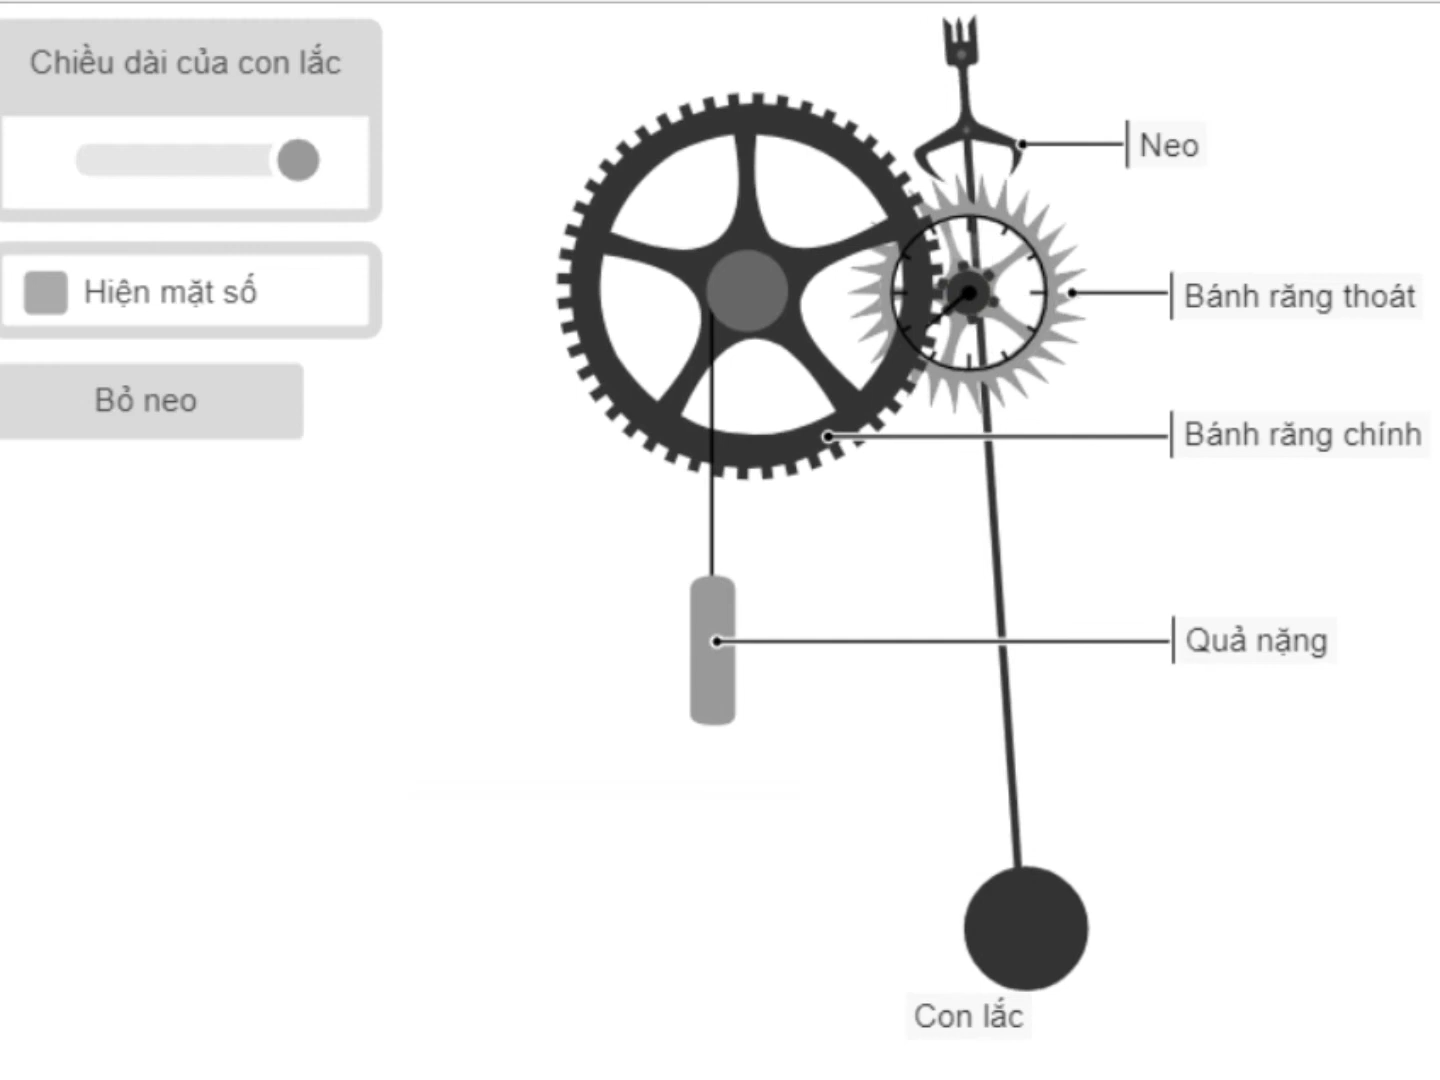 Chiều dài của con lắc
Hiện mặt số
Bỏ neo
Neo
Bánh răng thoát
Bánh răng chính
Quả nặng
Con lắc